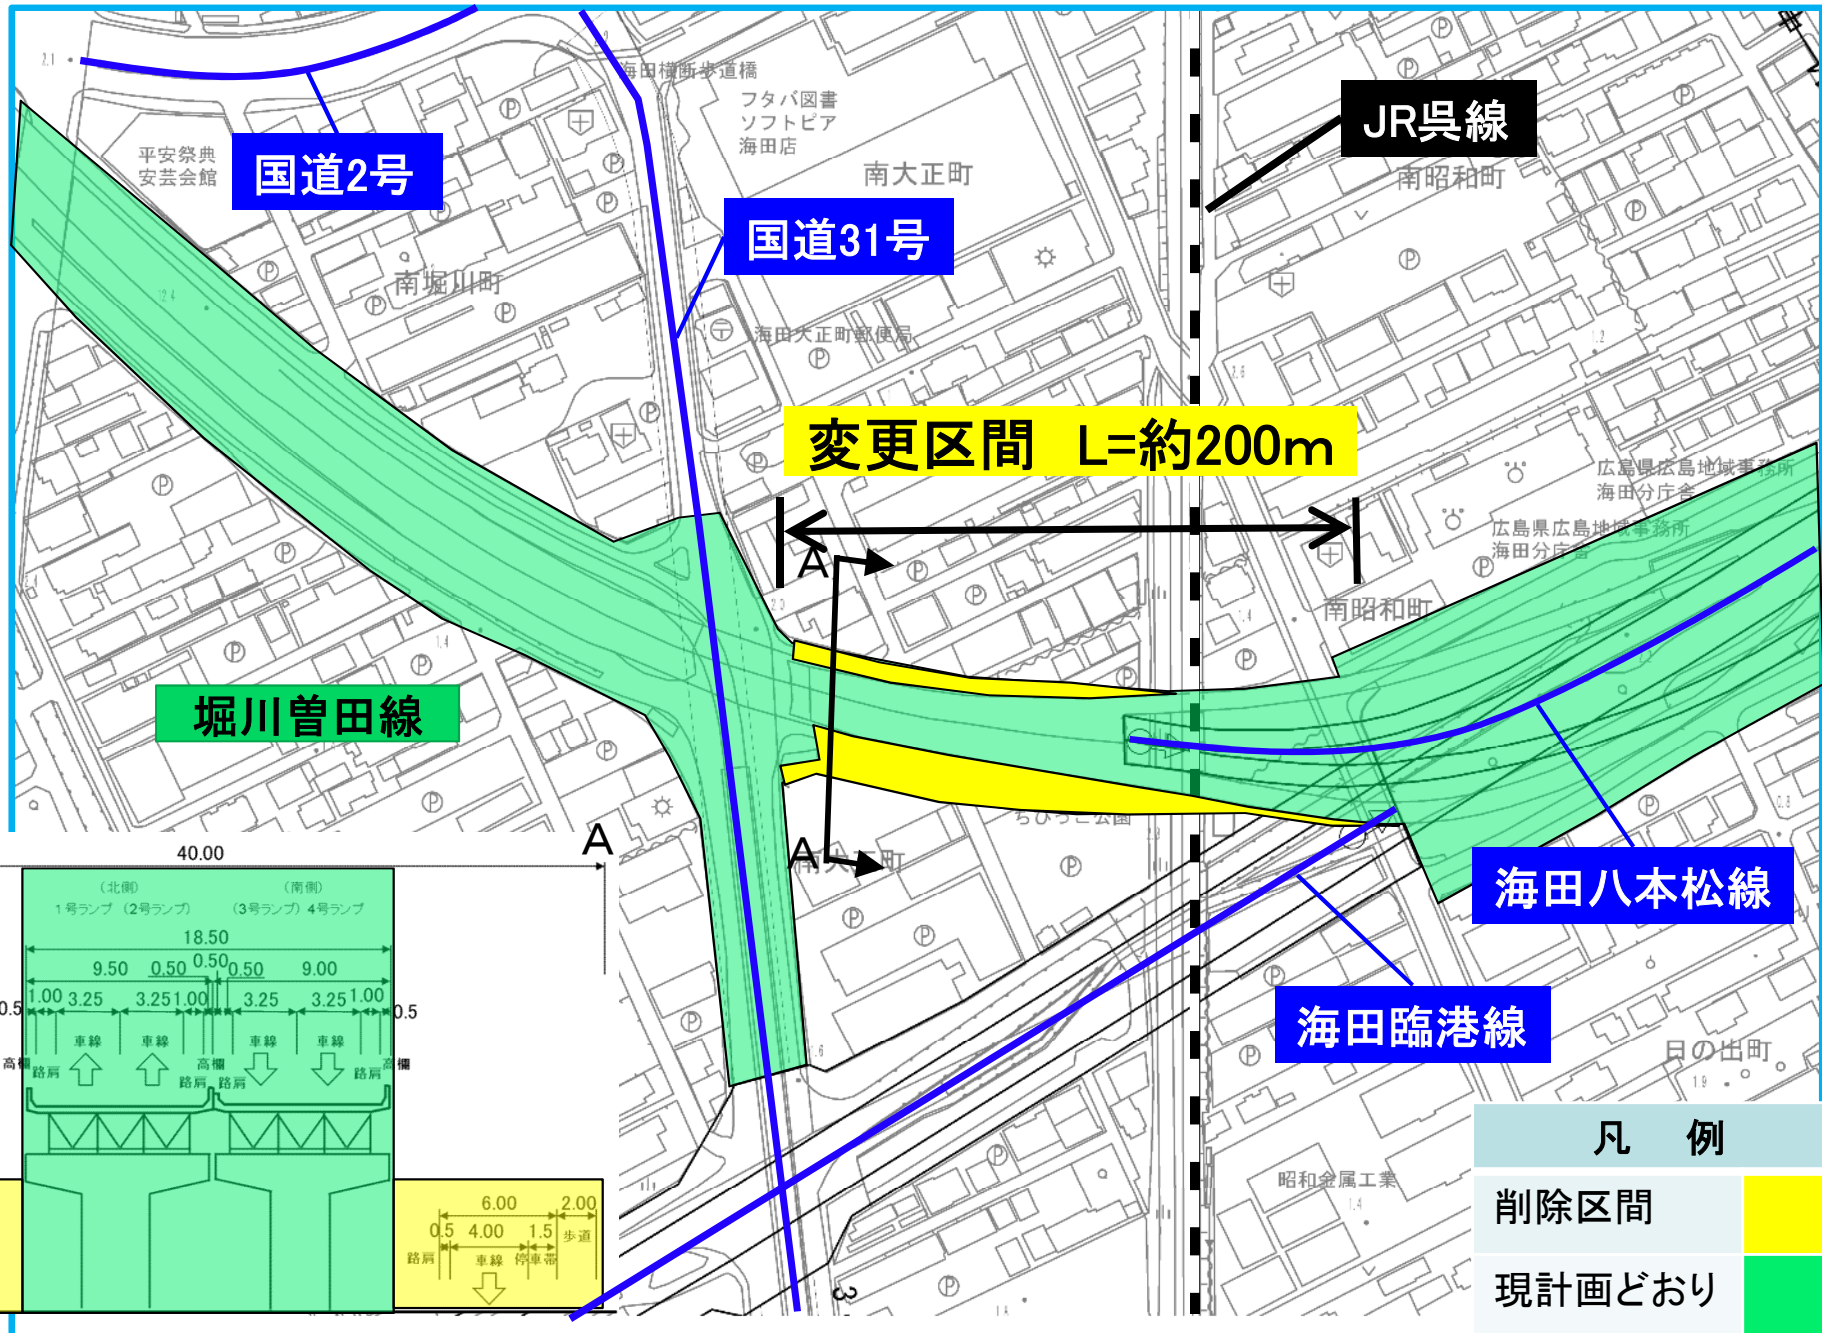 海田横断歩道橋
フタバ図書
ソフトピア
海田店
JR呉線
平安祭典
安芸会館
国道2号
南大正町
南昭和町
国道31号
南堀川町
海田大正町郵便局
変更区間 L=約200m
広島県広島地域事務所
海田分庁舎
広島県広島地域事務所
海田分庁舎
A
南昭和町
堀川曽田線
ちびっこ公園
A
南大正町
海田八本松線
海田臨港線
日の出町
昭和金属工業
A
40.00
(北側) (南側)
1号ランプ (2号ランプ) (3号ランプ) 4号ランプ
18.50
9.50 0.50 0.50 0.50 9.00
0.5 1.00 3.25 3.25 1.00 3.25 3.25 1.00 0.5
車線 車線 車線 車線
高欄 路肩 路肩 高欄 路肩 路肩 高欄
6.00 2.00
0.5 4.00 1.5 歩道
路肩 車線 停車帯
3
凡 例
削除区間
現計画どおり